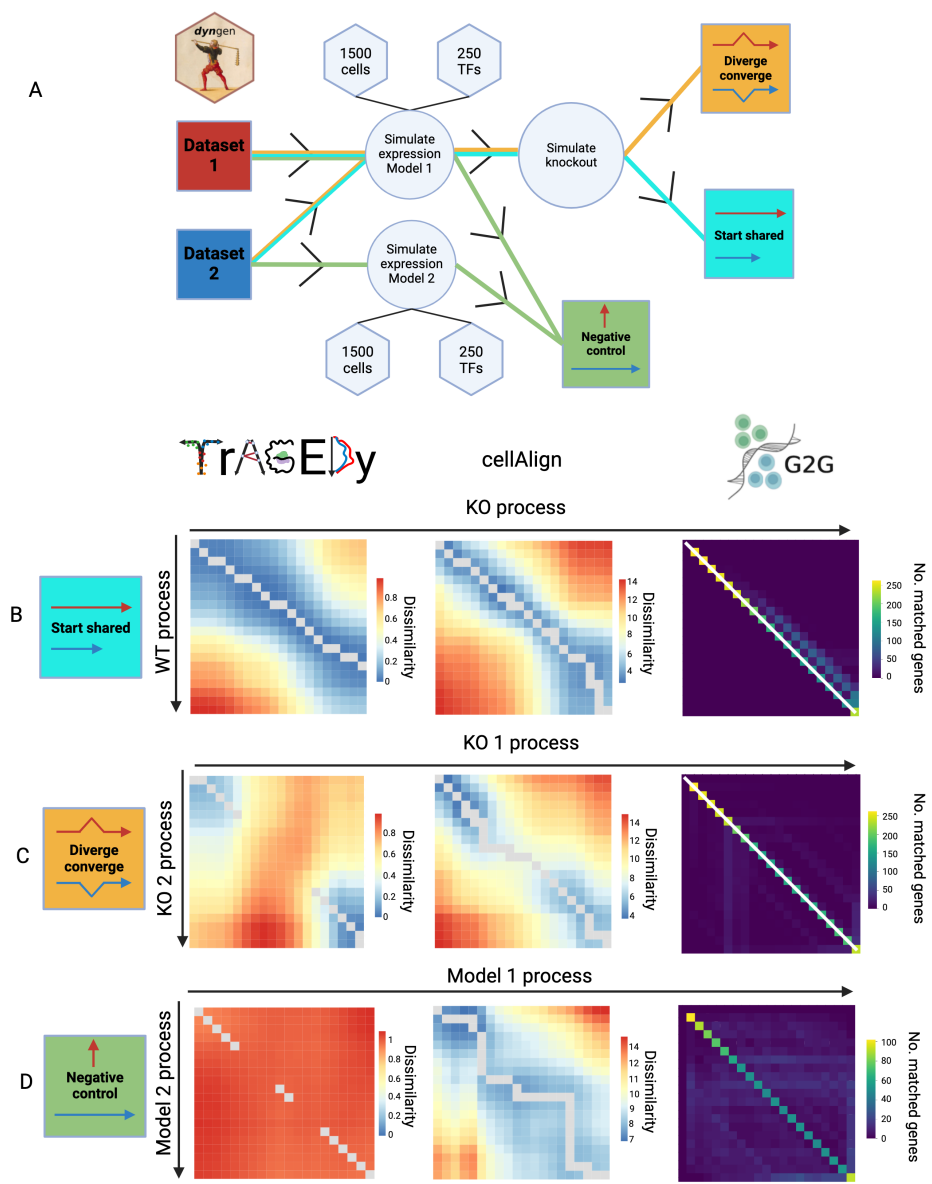 dyngen
1500
cells
250
TFs
A
Diverge
converge
Dataset
1
Simulate
expression
Model 1
Simulate
knockout
Start shared
Dataset
2
Simulate
expression
Model 2
Negative
control
1500
cells
250
TFs
TrAGEDy
cellAlign
G2G
KO process
B
Start shared
WT process
0.8
0.6
0.4
0.2
0
Dissimilarity
14
12
10
8
6
4
Dissimilarity
250
200
150
100
50
0
No. matched genes
KO 1 process
C
Diverge
converge
KO 2 process
0.8
0.6
0.4
0.2
0
Dissimilarity
14
12
10
8
6
4
Dissimilarity
250
200
150
100
50
0
No. matched genes
Model 1 process
D
Negative
control
Model 2 process
1
0.8
0.6
0.4
0.2
0
Dissimilarity
14
13
12
11
10
9
8
7
Dissimilarity
100
80
60
40
20
0
No. matched genes